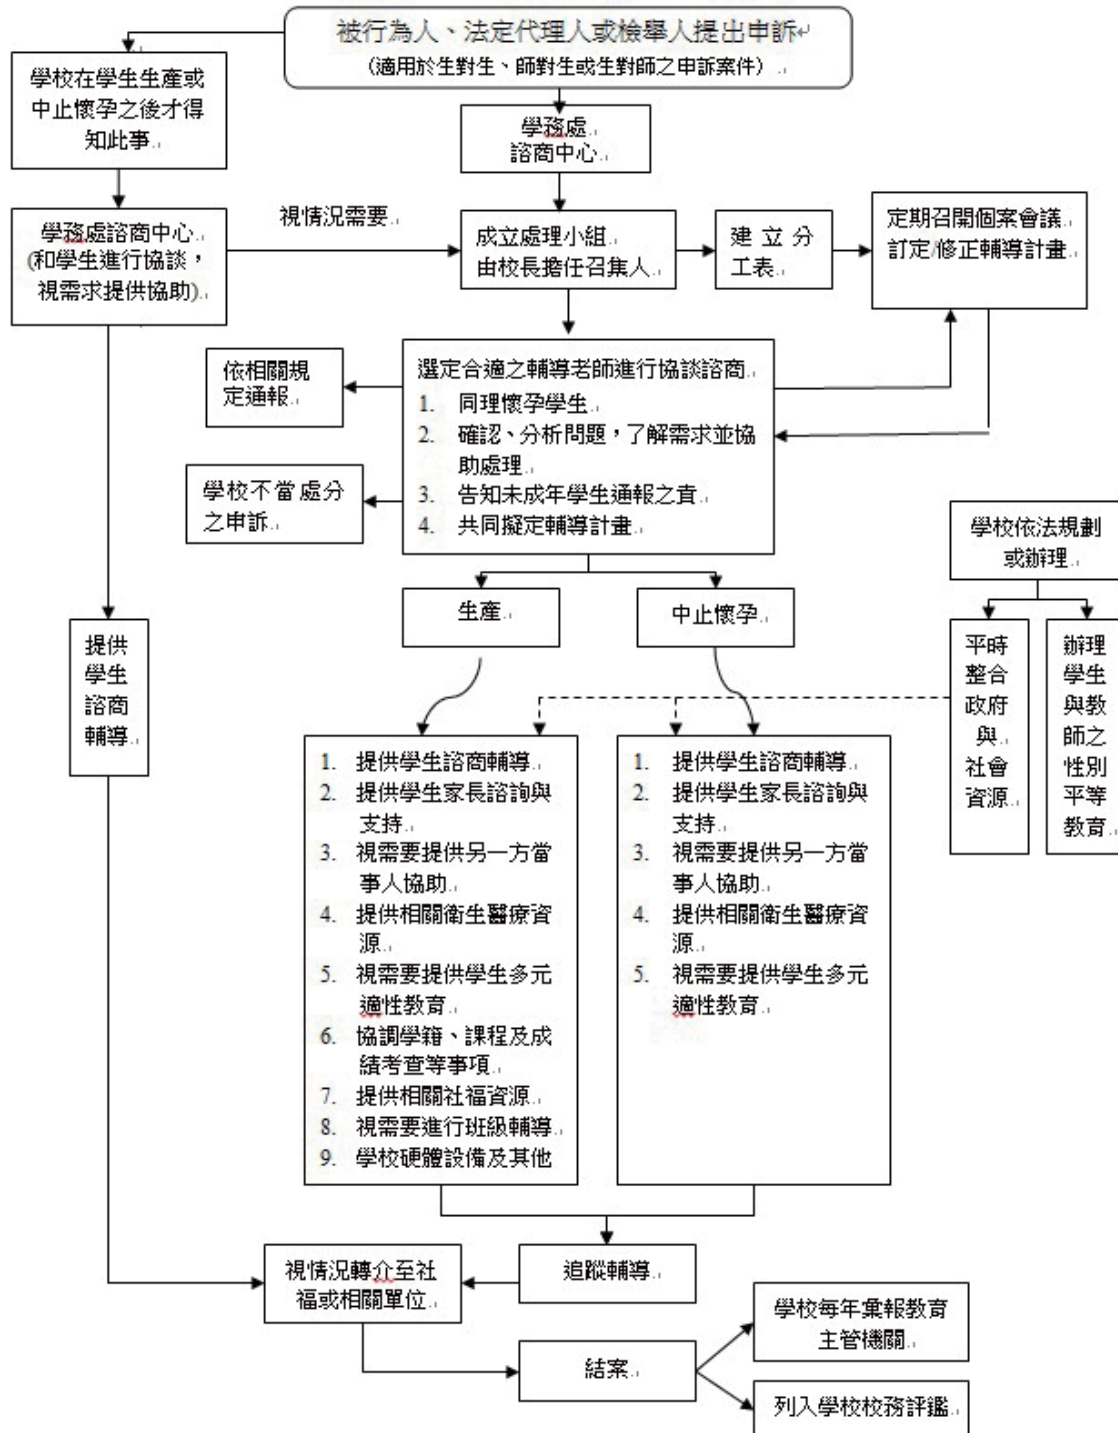 被行為人、法定代理人或檢舉人提出申訴
（適用於生對生、師對生或生對師之申訴案件）
學校在學生生產或
中止懷孕之後才得
知此事
學務處
諮商中心
學務處諮商中心
(和學生進行協談，
視需求提供協助)
視情況需要
成立處理小組
由校長擔任召集人
建立分
工表
定期召開個案會議
訂定/修正輔導計畫
依相關規
定通報
選定合適之輔導老師進行協談諮商
1. 同理懷孕學生
2. 確認、分析問題，了解需求並協
助處理
3. 告知未成年學生通報之責
4. 共同擬定輔導計畫
學校不當處分
之申訴
學校依法規劃
或辦理
生產
中止懷孕
提供
學生
諮商
輔導
平時
整合
政府
與
社會
資源
辦理
學生
與教
師之
性別
平等
教育
1. 提供學生諮商輔導
2. 提供學生家長諮詢與
支持
3. 視需要提供另一方當
事人協助
4. 提供相關衛生醫療資
源
5. 視需要提供學生多元
適性教育
6. 協調學籍、課程及成
績考查等事項
7. 提供相關社福資源
8. 視需要進行班級輔導
9. 學校硬體設備及其他
1. 提供學生諮商輔導
2. 提供學生家長諮詢與
支持
3. 視需要提供另一方當
事人協助
4. 提供相關衛生醫療資
源
5. 視需要提供學生多元
適性教育
視情況轉介至社
福或相關單位
追蹤輔導
結案
學校每年彙報教育
主管機關
列入學校校務評鑑